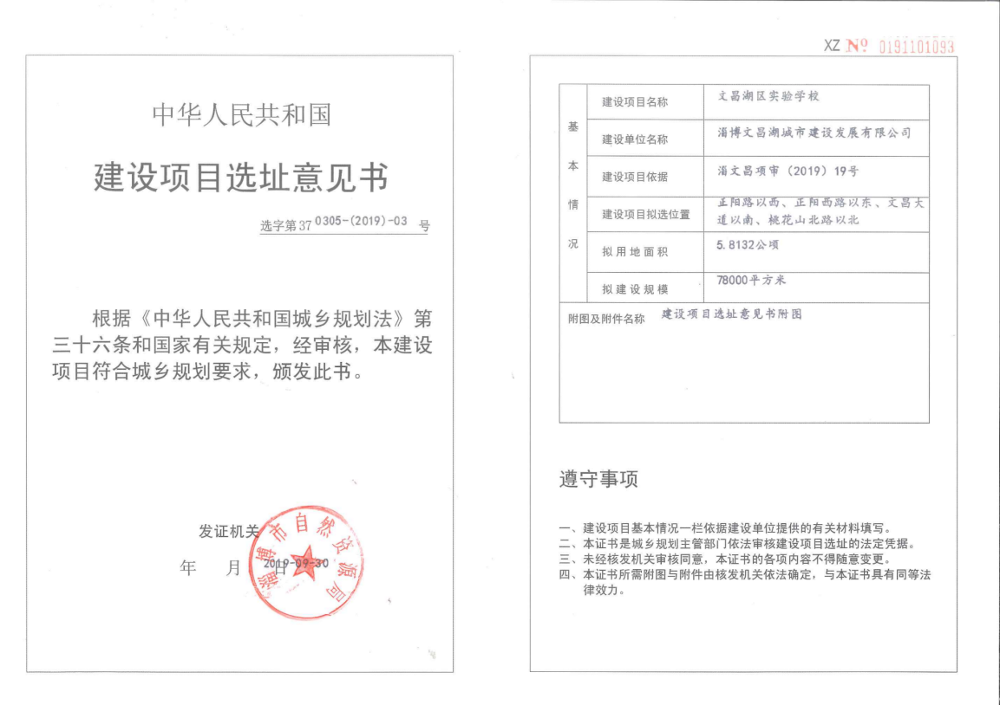 中华人民共和国
建设项目选址意见书
选字第37 0305-(2019)-03 号
根据《中华人民共和国城乡规划法》第
三十六条和国家有关规定，经审核，本建设
项目符合城乡规划要求，颁发此书。
发证机关
年 月 日
2019-09-30
淄博市自然资源局
XZ Nº 0191101093
基本情况
建设项目名称 文昌湖区实验学校
建设单位名称 淄博文昌湖城市建设发展有限公司
建设项目依据 淄文昌项审（2019）19号
建设项目拟选位置 正阳路以西、正阳西路以东、文昌大
道以南、桃花山北路以北
拟用地面积 5.8132公顷
拟建设规模 78000平方米
附图及附件名称 建设项目选址意见书附图
遵守事项
一、建设项目基本情况一栏依据建设单位提供的有关材料填写。
二、本证书是城乡规划主管部门依法审核建设项目选址的法定凭据。
三、未经核发机关审核同意，本证书的各项内容不得随意变更。
四、本证书所需附图与附件由核发机关依法确定，与本证书具有同等法
律效力。